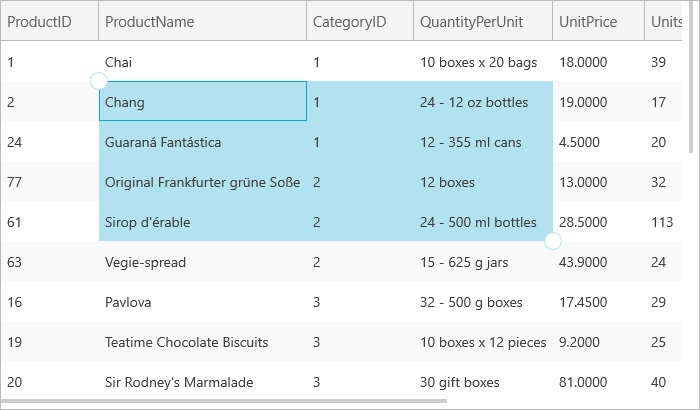 ProductID ProductName CategoryID QuantityPerUnit UnitPrice Units
1 Chai 1 10 boxes x 20 bags 18.0000 39
2 Chang 1 24 - 12 oz bottles 19.0000 17
24 Guaraná Fantástica 1 12 - 355 ml cans 4.5000 20
77 Original Frankfurter grüne Soße 2 12 boxes 13.0000 32
61 Sirop d'érable 2 24 - 500 ml bottles 28.5000 113
63 Vegie-spread 2 15 - 625 g jars 43.9000 24
16 Pavlova 3 32 - 500 g boxes 17.4500 29
19 Teatime Chocolate Biscuits 3 10 boxes x 12 pieces 9.2000 25
20 Sir Rodney's Marmalade 3 30 gift boxes 81.0000 40